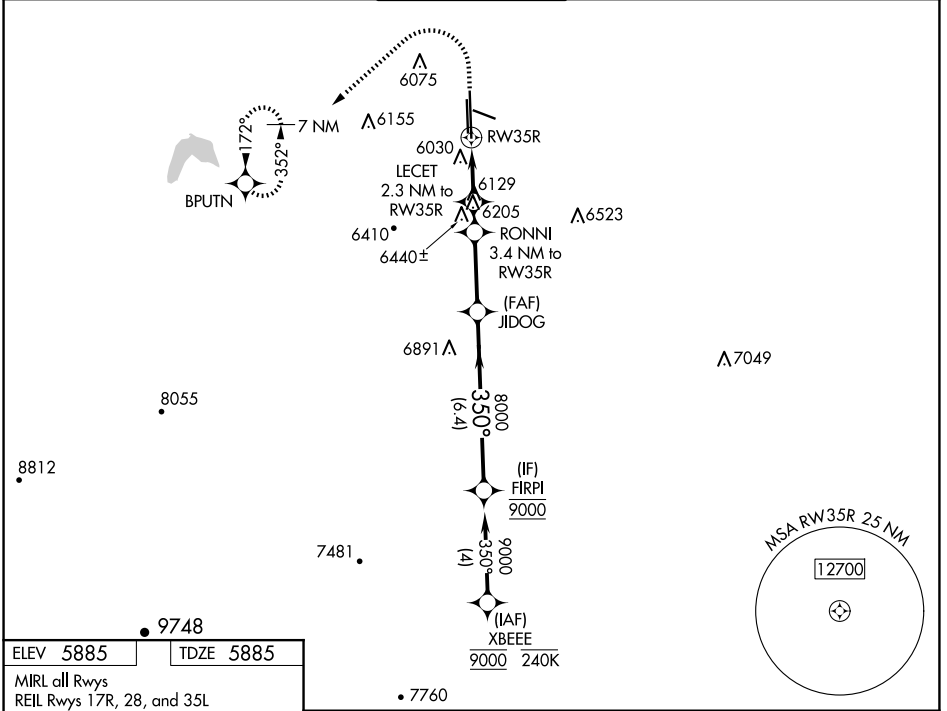 6075
7 NM
6155
172°
352°
BPUTN
RW35R
6030
LECET
2.3 NM to
RW35R
6129
6205
6523
6410
6440±
RONNI
3.4 NM to
RW35R
(FAF)
JIDOG
6891
7049
8000
350°
(6.4)
8055
8812
(IF)
FIRPI
9000
7481
9000
350°
(4)
MSA RW35R 25 NM
12700
(IAF)
XBEEE
9000 240K
9748
ELEV 5885
TDZE 5885
MIRL all Rwys
REIL Rwys 17R, 28, and 35L
7760